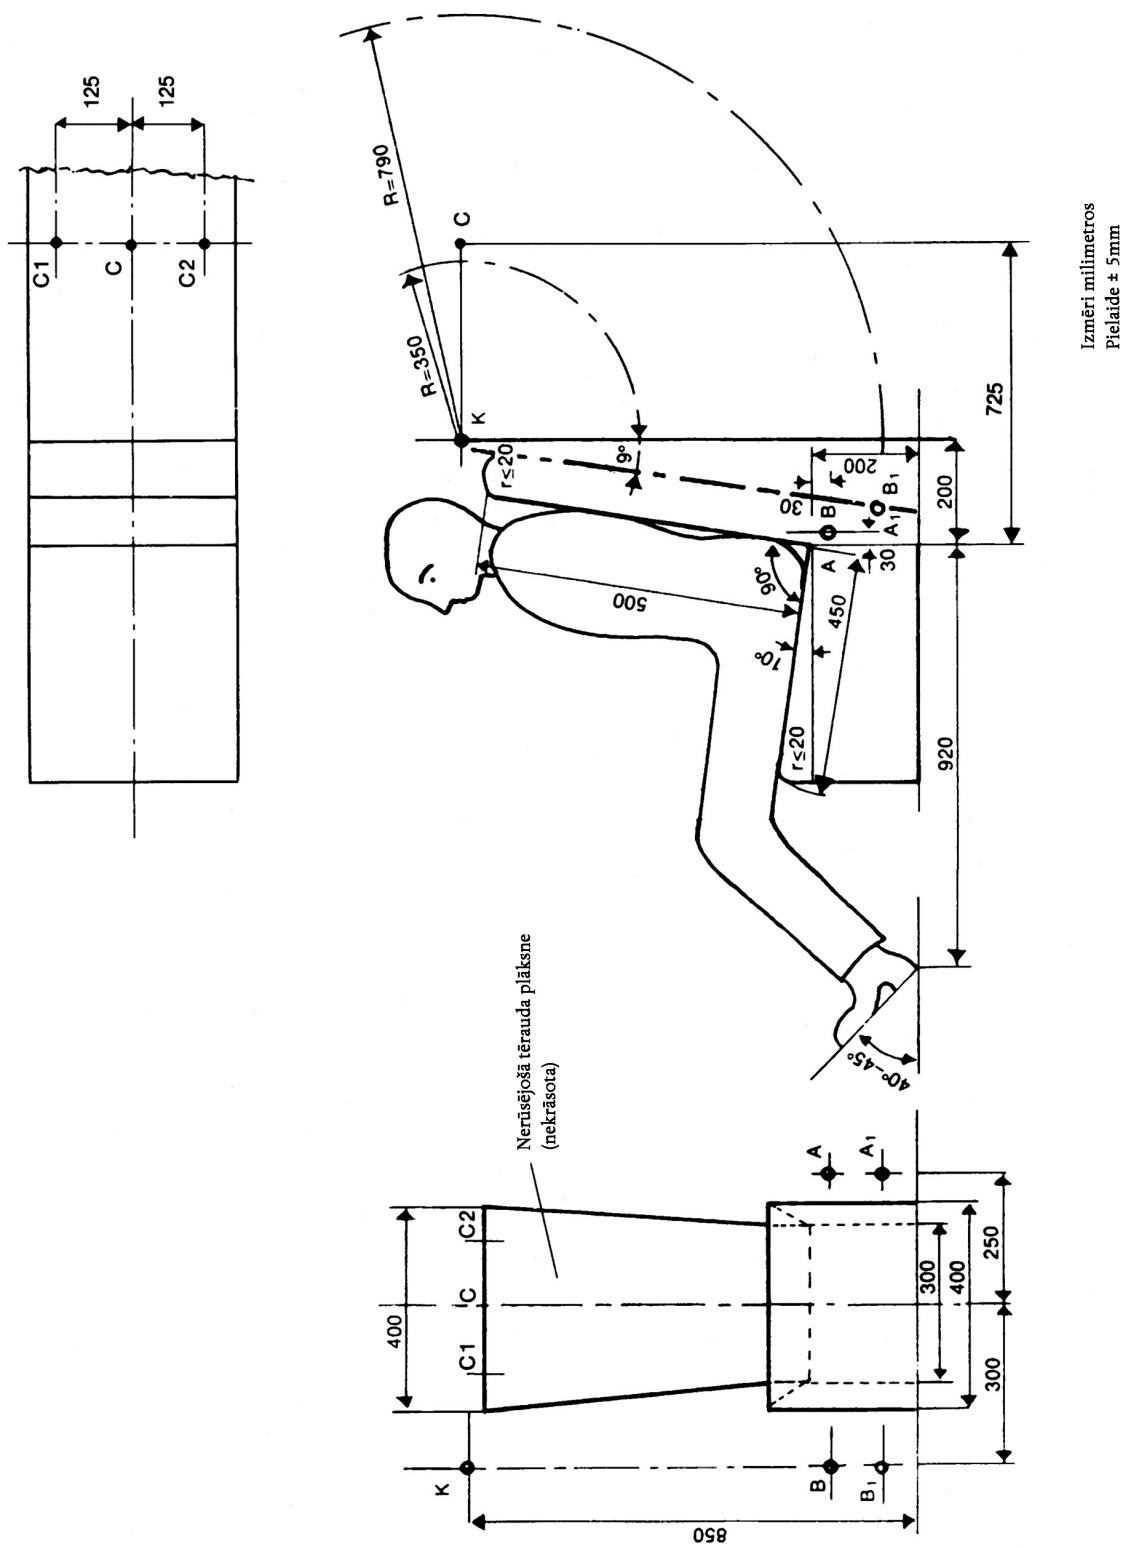 125
125
C1
C
C2
R=790
R=350
C
K
r≤20
9°
200
30
B
B1
A
A1
30
200
725
90°
500
10°
450
r≤20
920
40°-45°
Nerūsējošā tērauda plāksne
(nekrāsota)
400
C1
C
C2
K
A
A1
B
B1
300
400
300
250
850
Izmēri milimetros
Pielaide ± 5mm